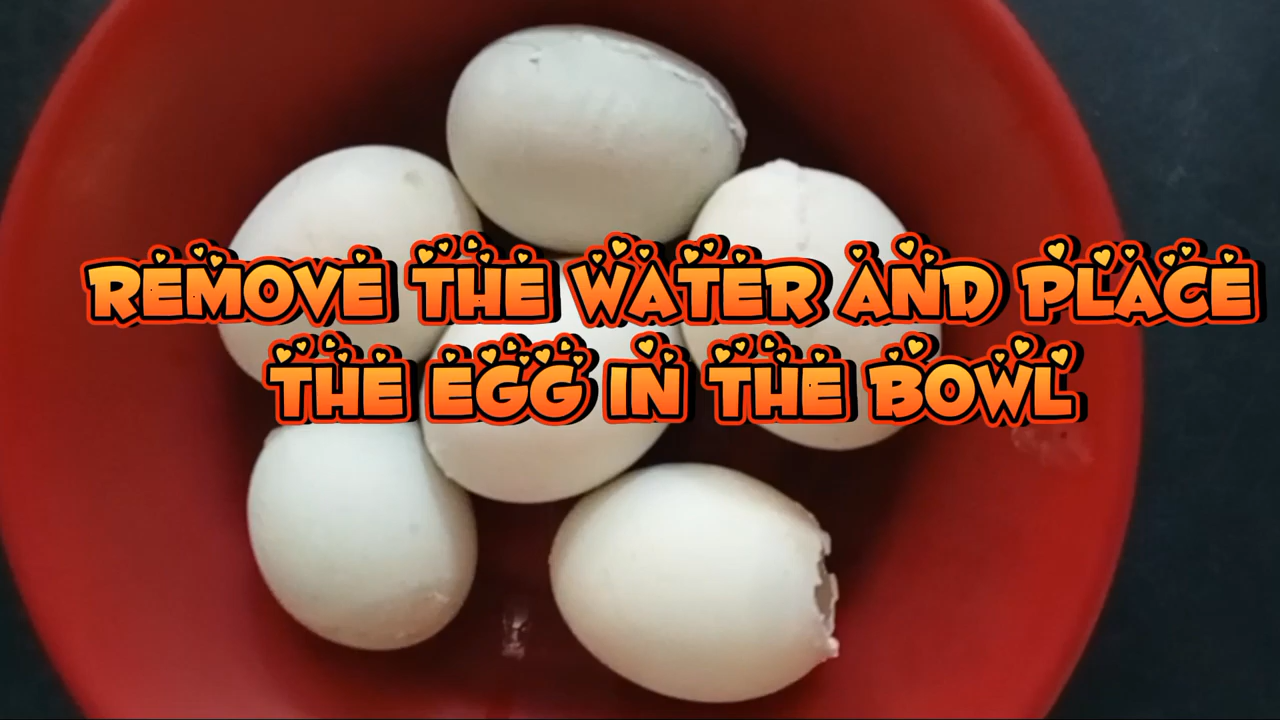 REMOVE THE WATER AND PLACE
THE EGG IN THE BOWL